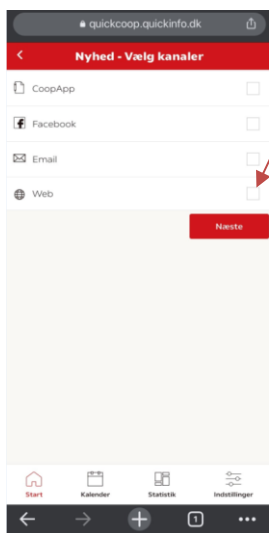 quickcoop.quickinfo.dk
Nyhed - Vælg kanaler
CoopApp
Facebook
Email
Web
Næste
Start Kalender Statistik Indstillinger
1